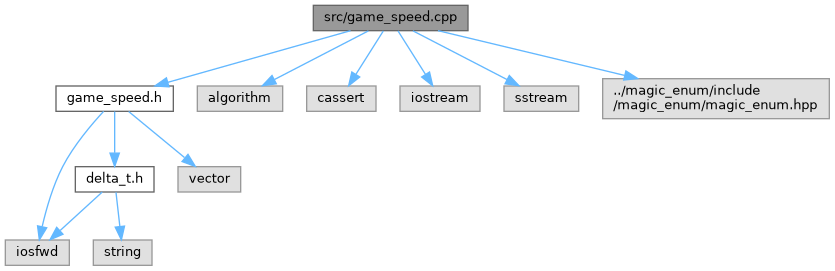 src/game_speed.cpp
game_speed.h
algorithm
cassert
iostream
sstream
../magic_enum/include
/magic_enum/magic_enum.hpp
delta_t.h
vector
iosfwd
string